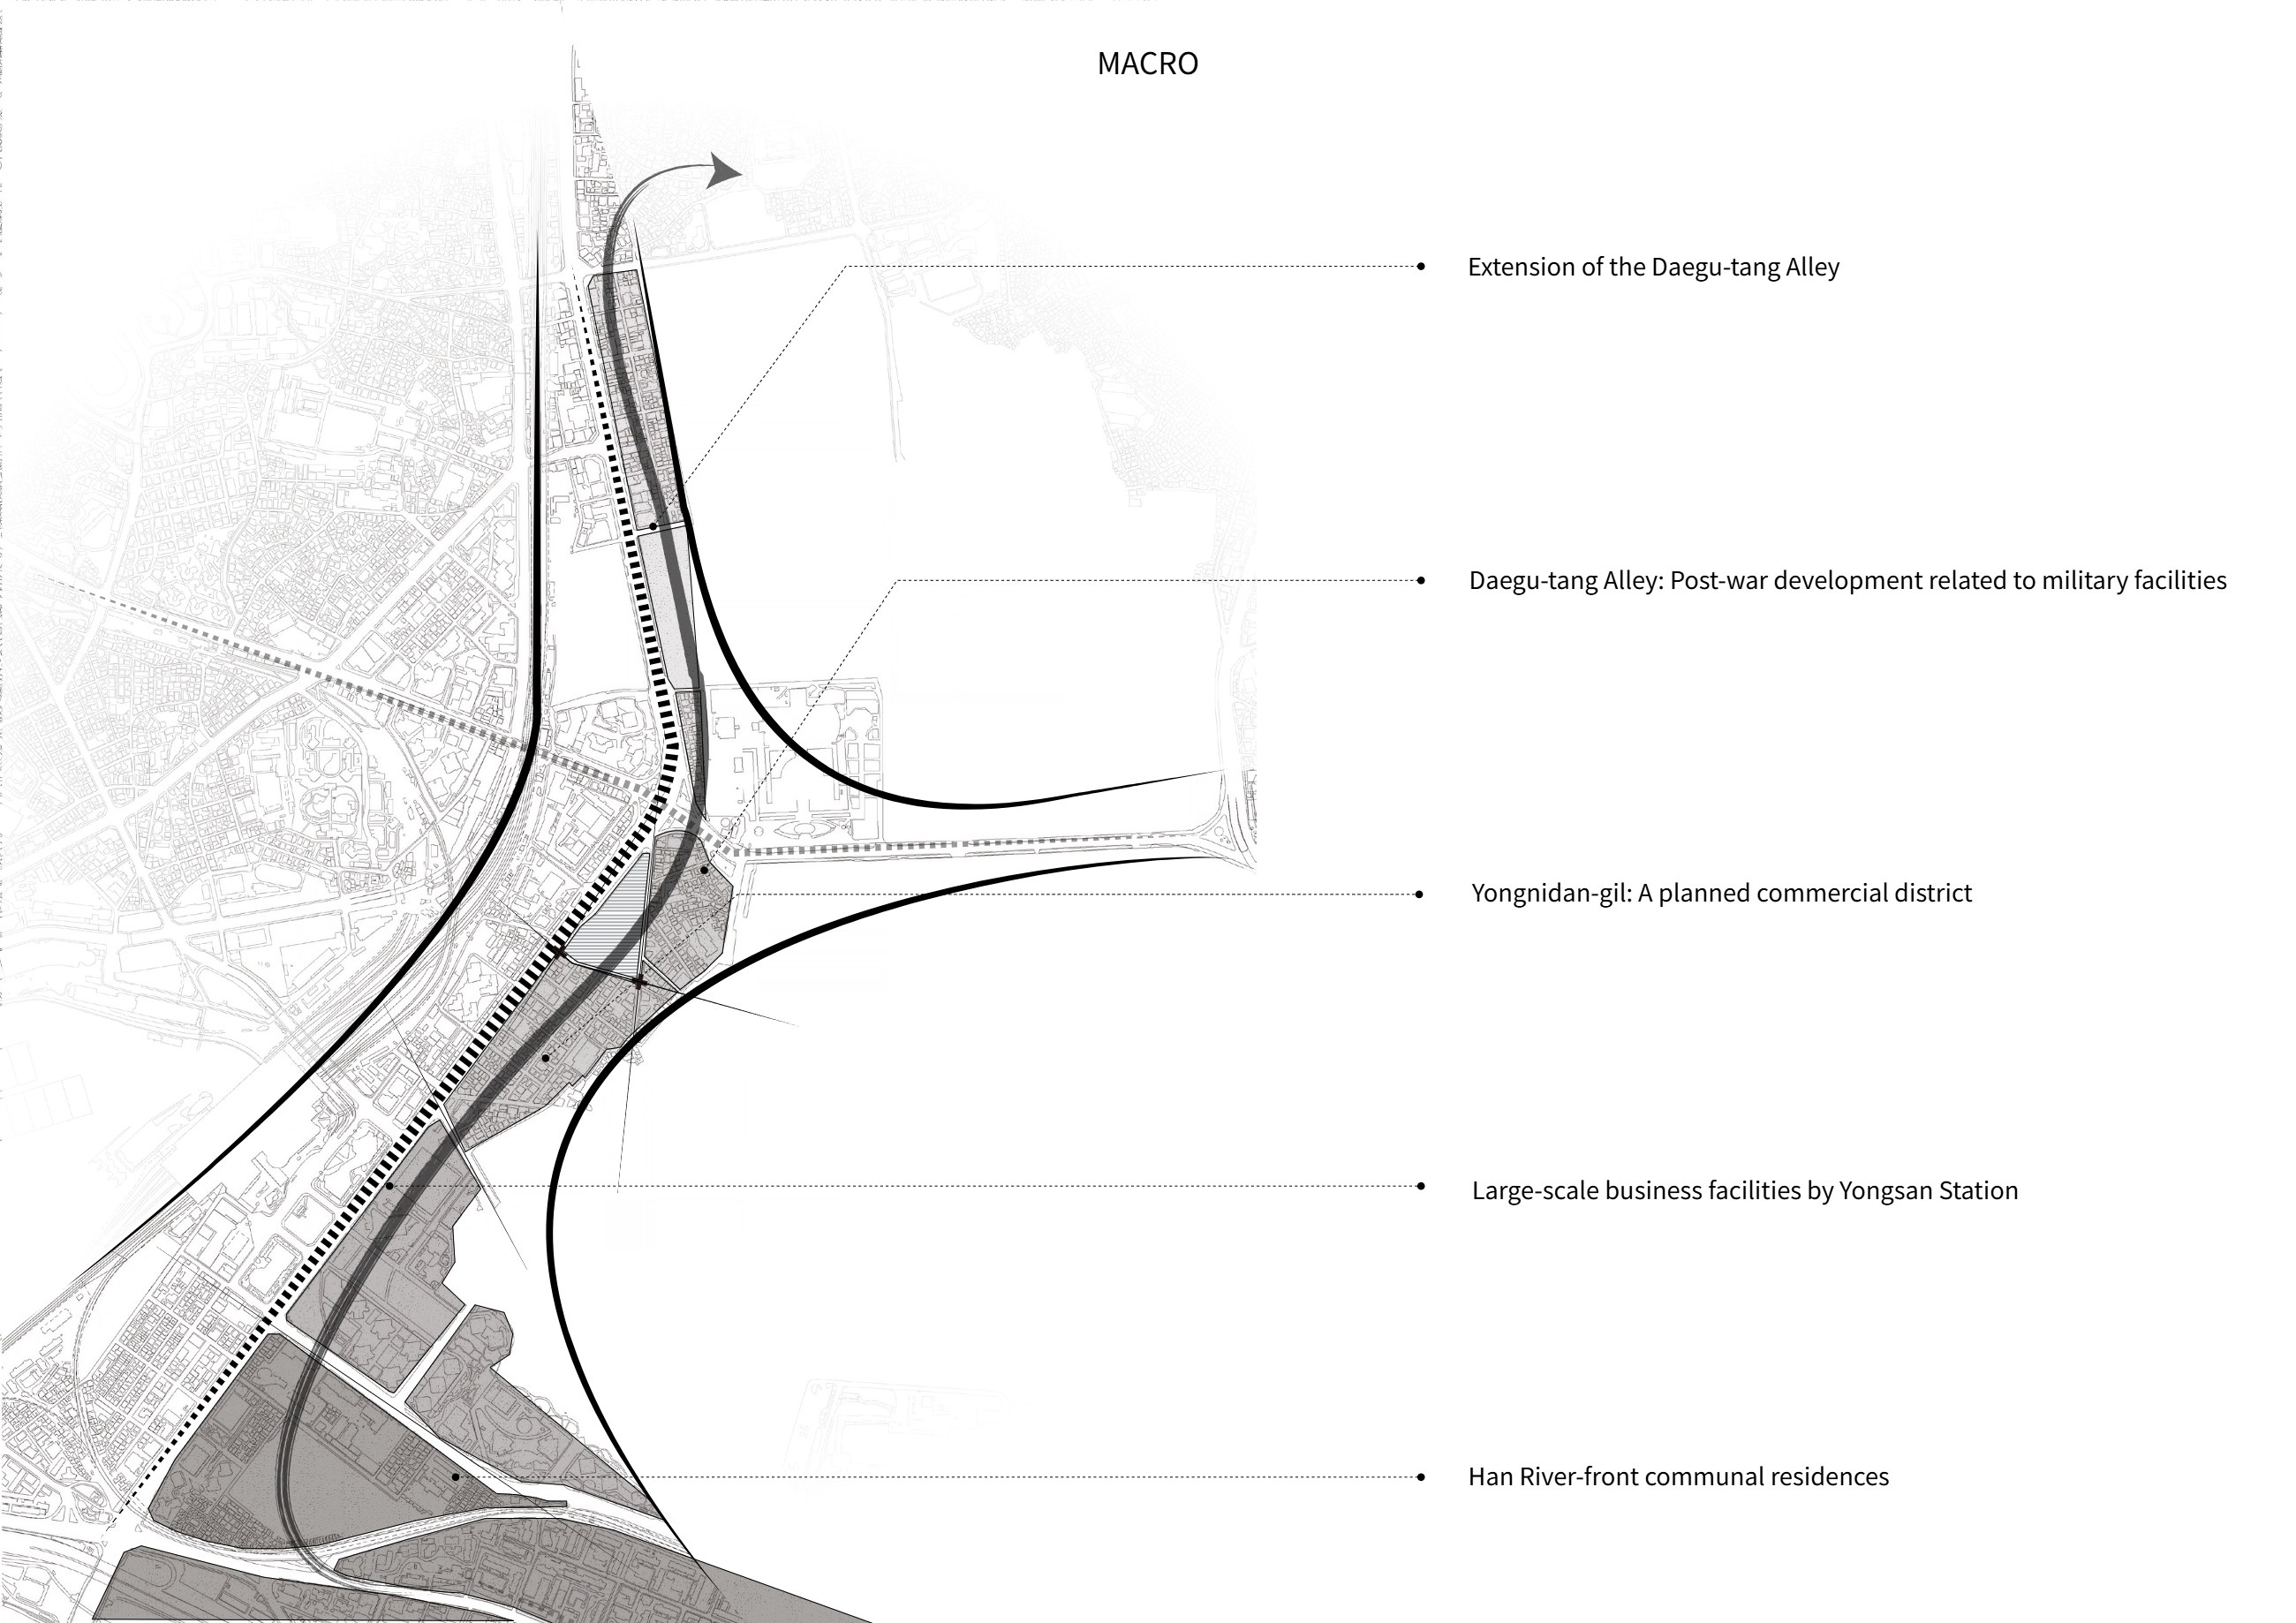 MACRO
Extension of the Daegu-tang Alley
Daegu-tang Alley: Post-war development related to military facilities
Yongnidan-gil: A planned commercial district
Large-scale business facilities by Yongsan Station
Han River-front communal residences